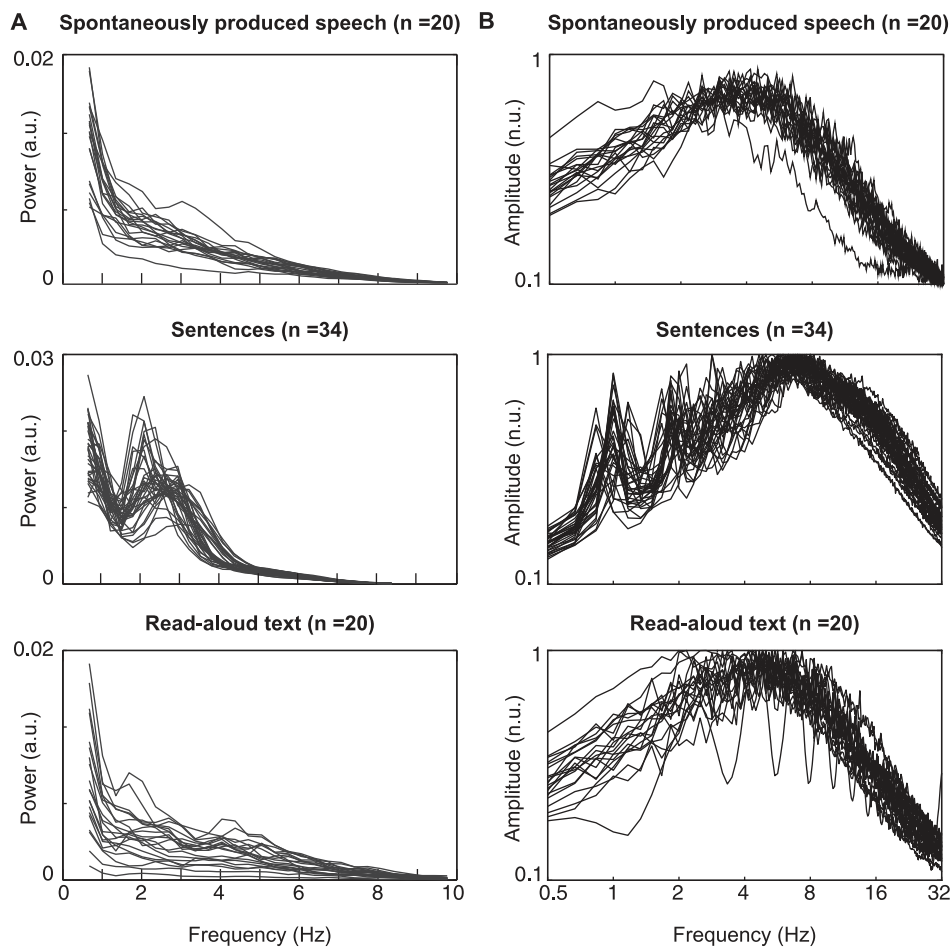 A
Spontaneously produced speech (n =20)
0.02
Power (a.u.)
0
Sentences (n =34)
0.03
Power (a.u.)
0
Read-aloud text (n =20)
0.02
Power (a.u.)
0
0 2 4 6 8 10
Frequency (Hz)
B
Spontaneously produced speech (n =20)
1
Amplitude (n.u.)
0.1
Sentences (n =34)
1
Amplitude (n.u.)
0.1
Read-aloud text (n =20)
1
Amplitude (n.u.)
0.1
0.5 1 2 4 8 16 32
Frequency (Hz)